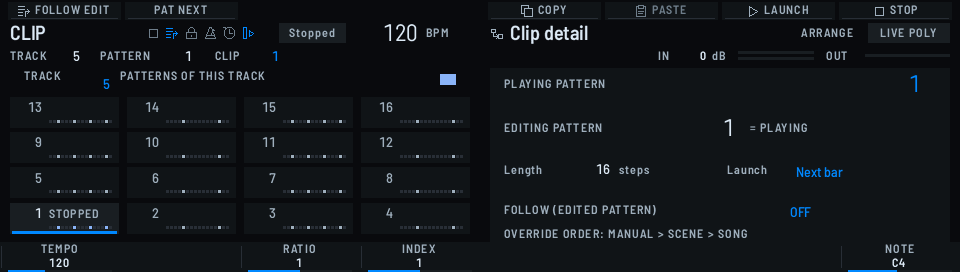 FOLLOW EDIT PAT NEXT COPY PASTE LAUNCH STOP
CLIP Stopped 120 BPM Clip detail ARRANGE LIVE POLY
TRACK 5 PATTERN 1 CLIP 1 IN 0 dB OUT
TRACK 5 PATTERNS OF THIS TRACK
PLAYING PATTERN 1
13 14 15 16
EDITING PATTERN 1 = PLAYING
9 10 11 12
Length 16 steps Launch Next bar
5 6 7 8
FOLLOW (EDITED PATTERN) OFF
1 STOPPED 2 3 4
OVERRIDE ORDER: MANUAL > SCENE > SONG
TEMPO RATIO INDEX NOTE
120 1 1 C4